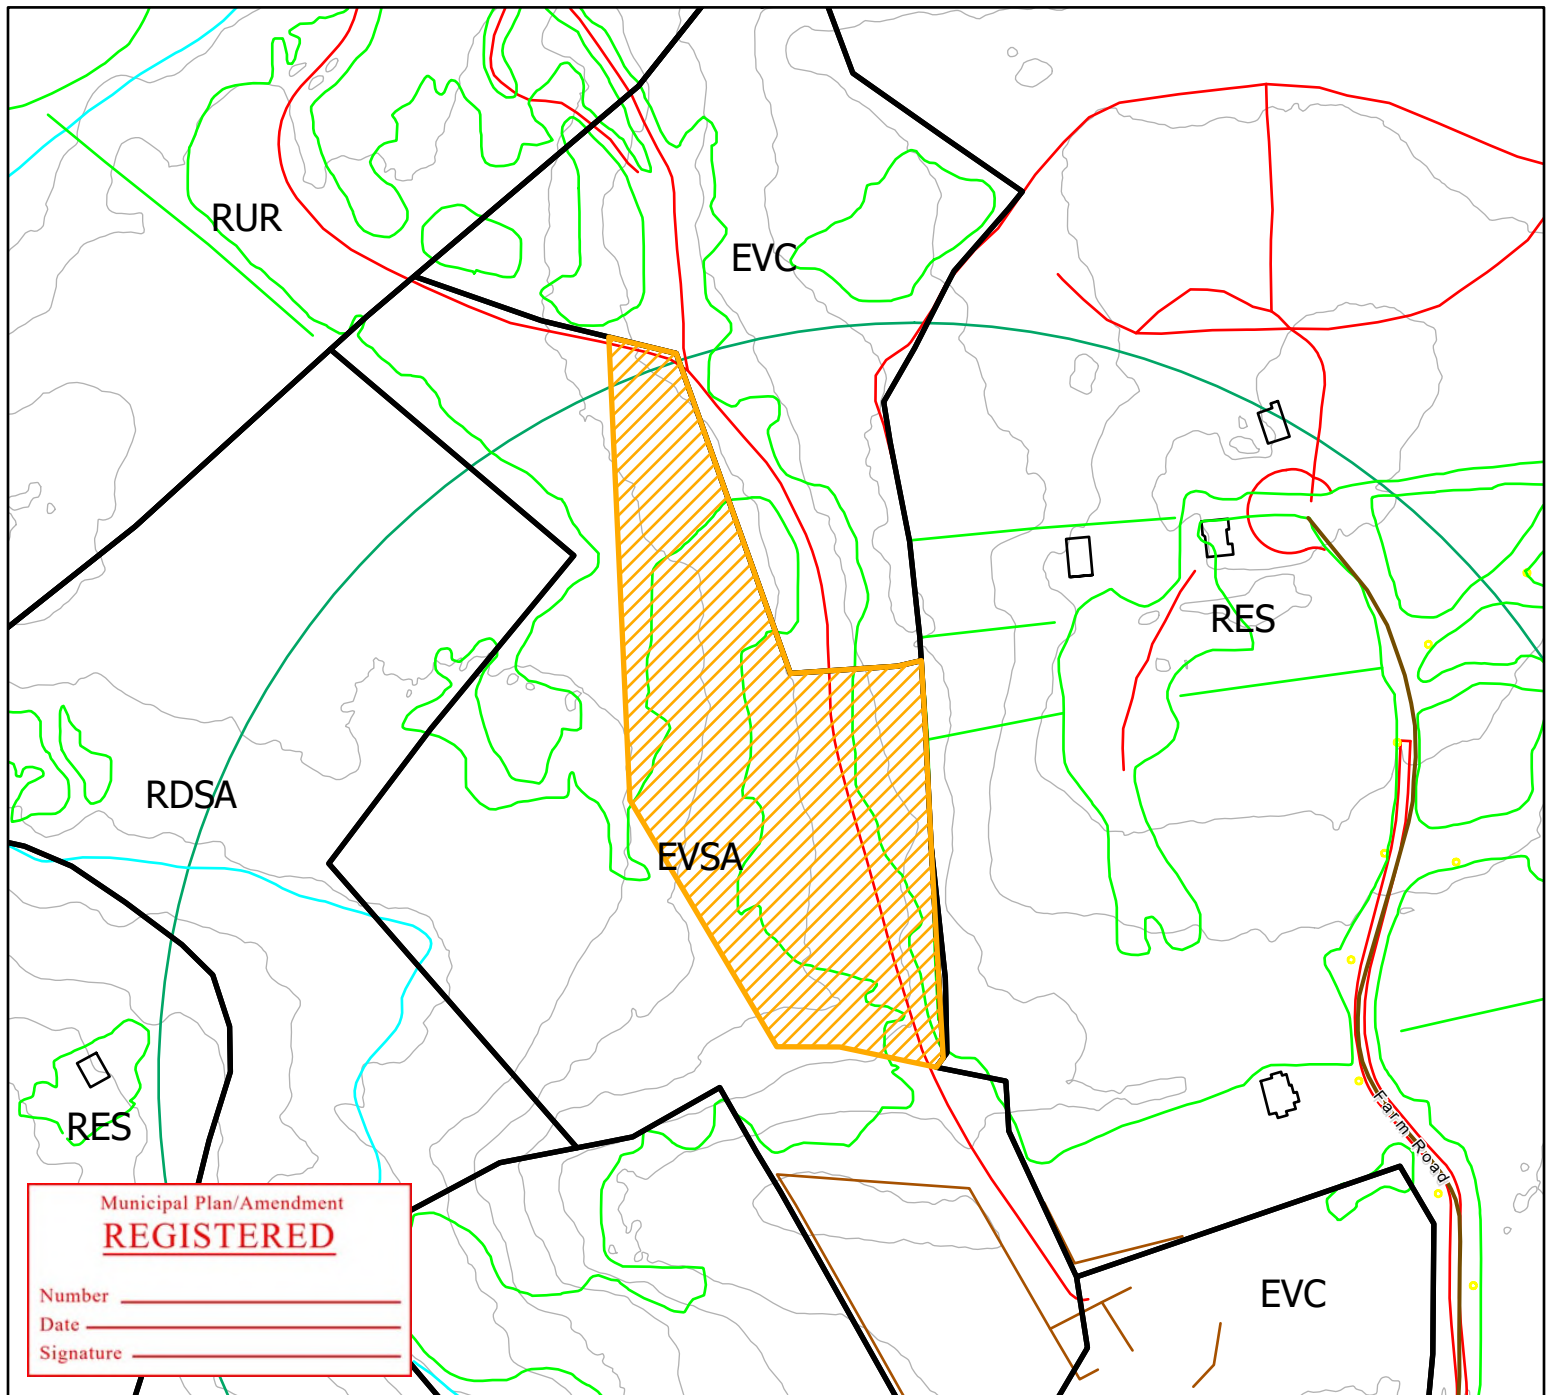 RUR
EVC
RES
RDSA
EVSA
RES
Farm Road
EVC
Municipal Plan/Amendment
REGISTERED
Number
Date
Signature